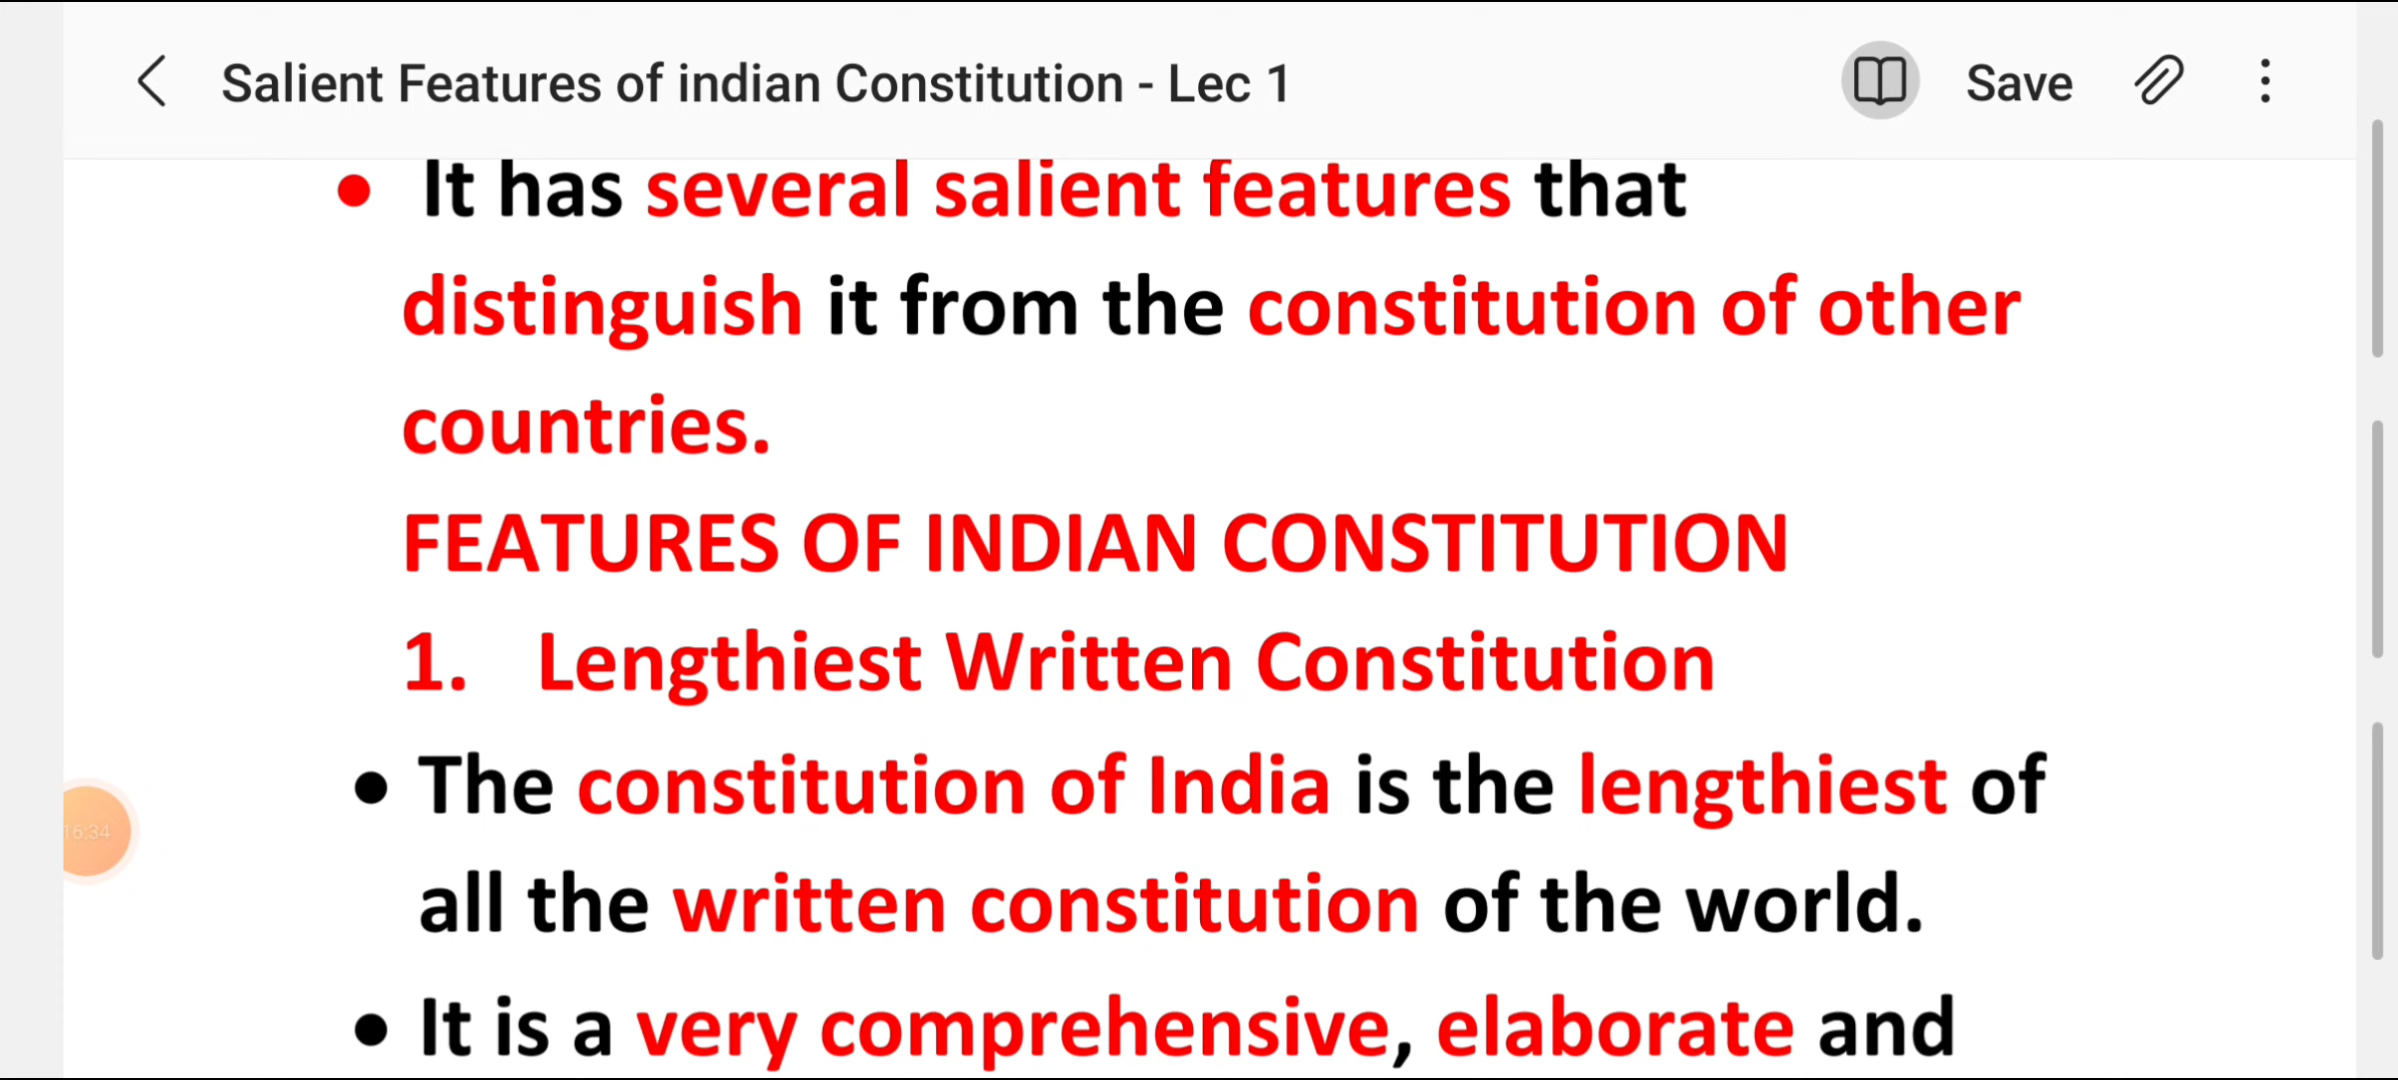 Salient Features of indian Constitution - Lec 1
Save
• It has several salient features that
distinguish it from the constitution of other
countries.
FEATURES OF INDIAN CONSTITUTION
1. Lengthiest Written Constitution
• The constitution of India is the lengthiest of
all the written constitution of the world.
16:34
• It is a very comprehensive, elaborate and